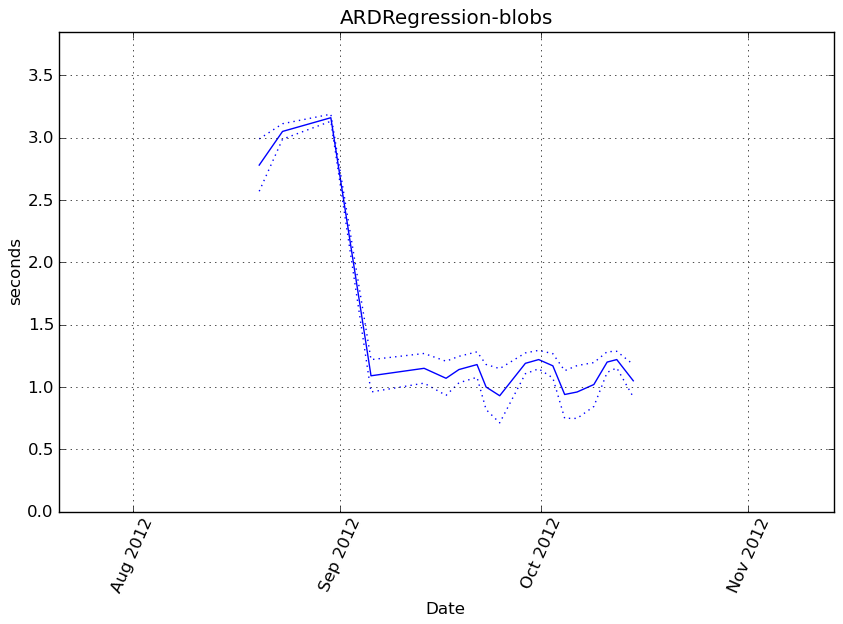 ARDRegression-blobs
3.5
3.0
2.5
2.0
1.5
1.0
0.5
0.0
seconds
Aug 2012
Sep 2012
Oct 2012
Nov 2012
Date